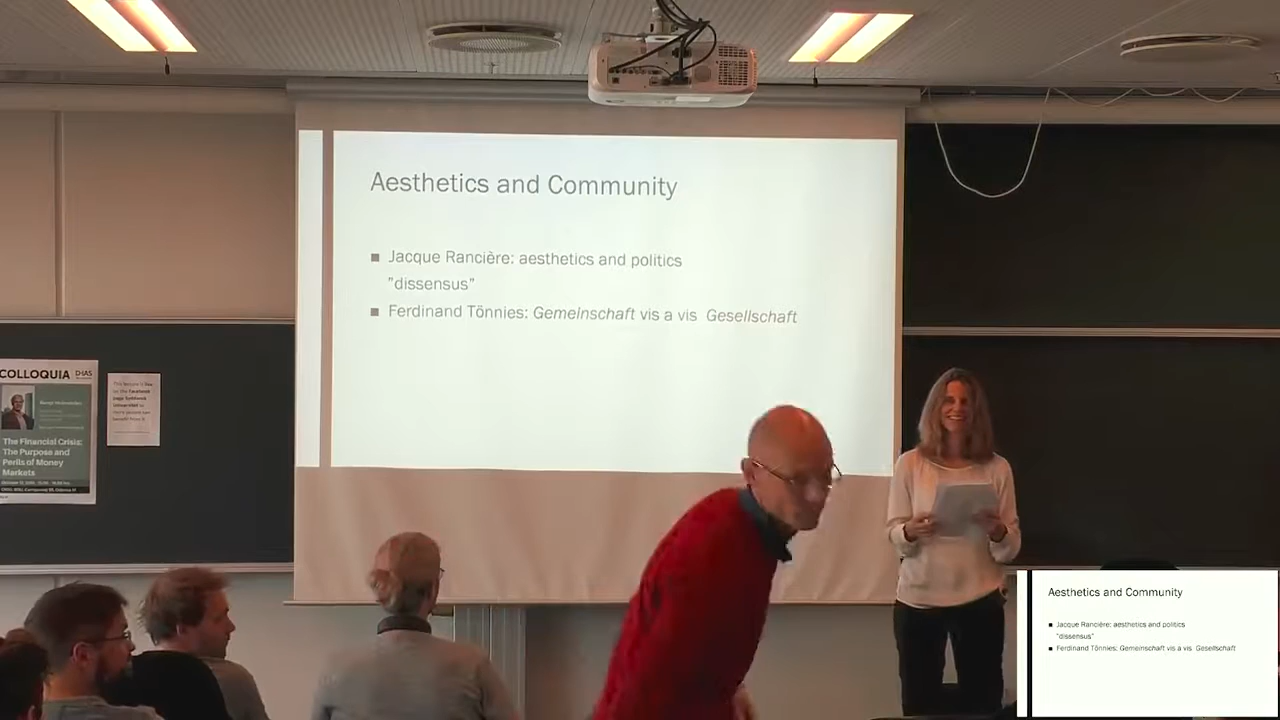 Aesthetics and Community
■ Jacque Rancière: aesthetics and politics
"dissensus"
■ Ferdinand Tönnies: Gemeinschaft vis a vis Gesellschaft
COLLOQUIA
DIAS
The Financial Crisis:
The Purpose and
Perils of Money
Markets
Aesthetics and Community
■ Jacque Rancière: aesthetics and politics
"dissensus"
■ Ferdinand Tönnies: Gemeinschaft vis a vis Gesellschaft